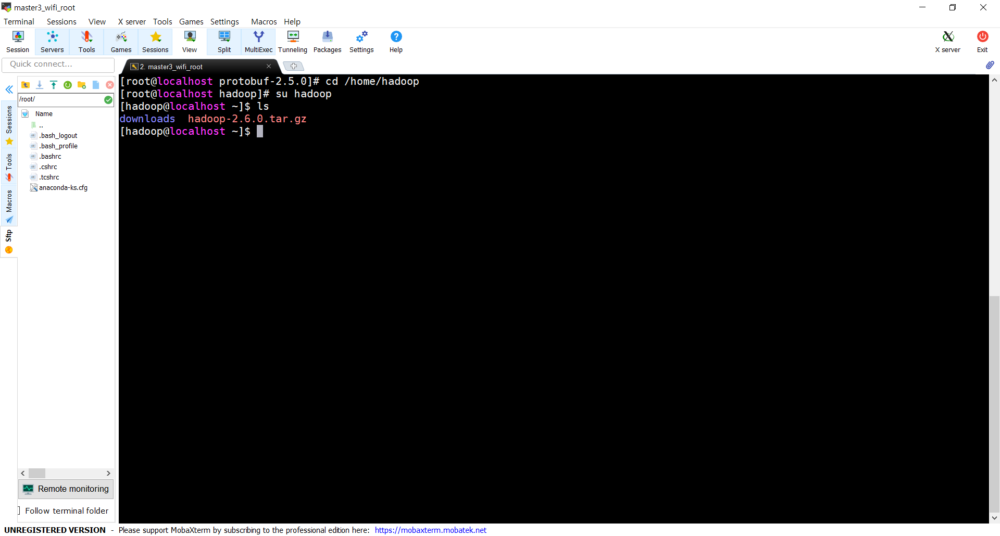 master3_wifi_root
Terminal Sessions View X server Tools Games Settings Macros Help
Session Servers Tools Games Sessions View Split MultiExec Tunneling Packages Settings Help X server Exit
Quick connect...
2. master3_wifi_root
/root/
Name
..
.bash_logout
.bash_profile
.bashrc
.cshrc
.tcshrc
anaconda-ks.cfg
Sessions
Tools
Macros
Sftp
Remote monitoring
Follow terminal folder
[root@localhost protobuf-2.5.0]# cd /home/hadoop
[root@localhost hadoop]# su hadoop
[hadoop@localhost ~]$ ls
downloads hadoop-2.6.0.tar.gz
[hadoop@localhost ~]$
UNREGISTERED VERSION - Please support MobaXterm by subscribing to the professional edition here: https://mobaxterm.mobatek.net